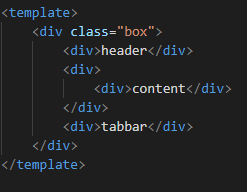 <template>
    <div class="box">
        <div>header</div>
        <div>
            <div>content</div>
        </div>
        <div>tabbar</div>
    </div>
</template>